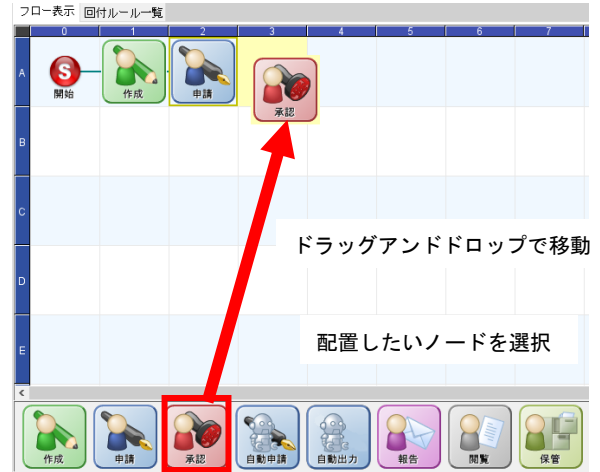 フロー表示 回付ルール一覧
0 1 2 3 4 5 6 7
A
開始 作成 申請 承認
B
C
ドラッグアンドドロップで移動
D
配置したいノードを選択
E
作成 申請 承認 自動申請 自動出力 報告 閲覧 保管